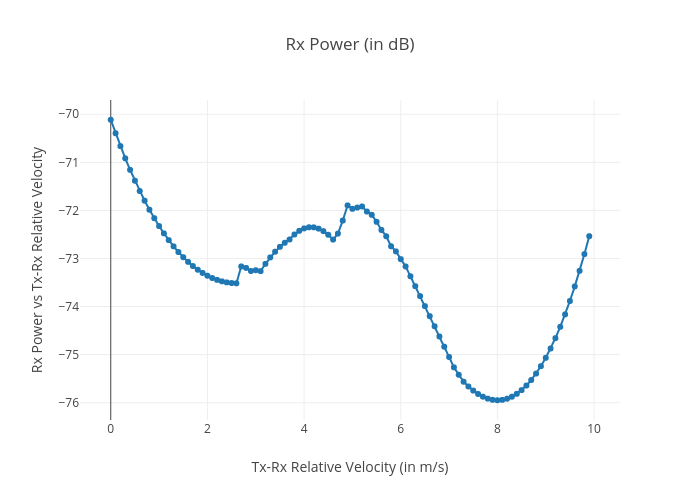 Rx Power (in dB)
Rx Power vs Tx-Rx Relative Velocity
−70
−71
−72
−73
−74
−75
−76
0 2 4 6 8 10
Tx-Rx Relative Velocity (in m/s)